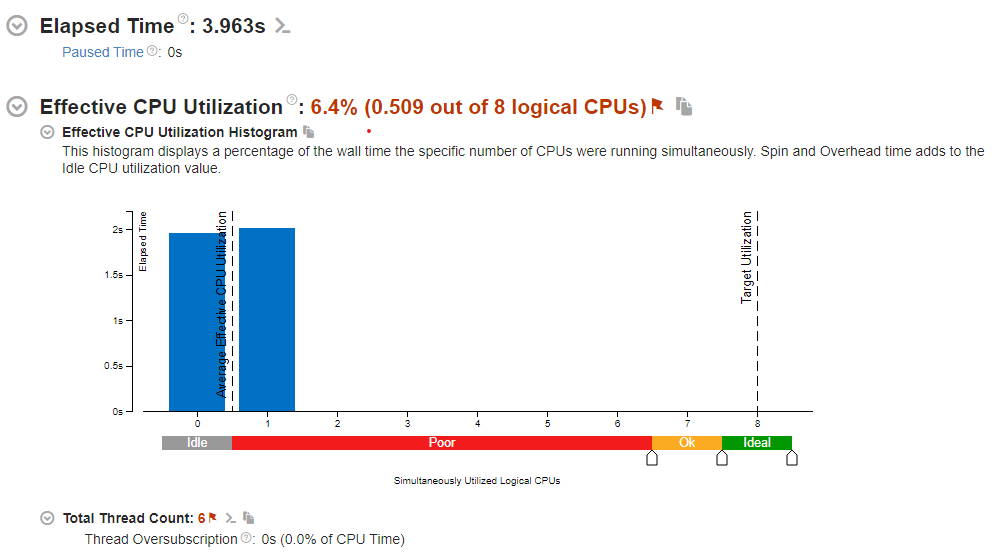 Elapsed Time ?: 3.963s
Paused Time ?: 0s
Effective CPU Utilization ?: 6.4% (0.509 out of 8 logical CPUs)
Effective CPU Utilization Histogram
This histogram displays a percentage of the wall time the specific number of CPUs were running simultaneously. Spin and Overhead time adds to the
Idle CPU utilization value.
Elapsed Time
Average Effective CPU Utilization
Target Utilization
2s
1.5s
1s
0.5s
0s
0 1 2 3 4 5 6 7 8
Idle Poor Ok Ideal
Simultaneously Utilized Logical CPUs
Total Thread Count: 6
Thread Oversubscription ?: 0s (0.0% of CPU Time)